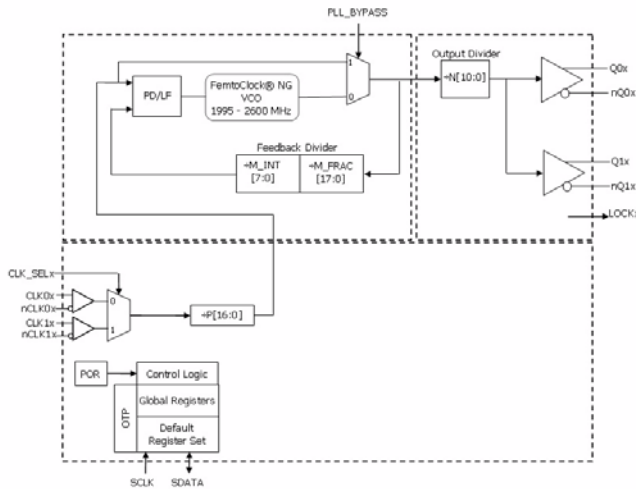 PLL_BYPASS
Output Divider
÷N[10:0]
Q0x
nQ0x
1
0
PD/LF
FemtoClock® NG
VCO
1995 - 2600 MHz
Feedback Divider
÷M_INT
[7:0]
÷M_FRAC
[17:0]
Q1x
nQ1x
LOCKx
CLK_SELx
CLK0x
nCLK0x
CLK1x
nCLK1x
0
1
÷P[16:0]
POR
Control Logic
OTP
Global Registers
Default
Register Set
SCLK
SDATA